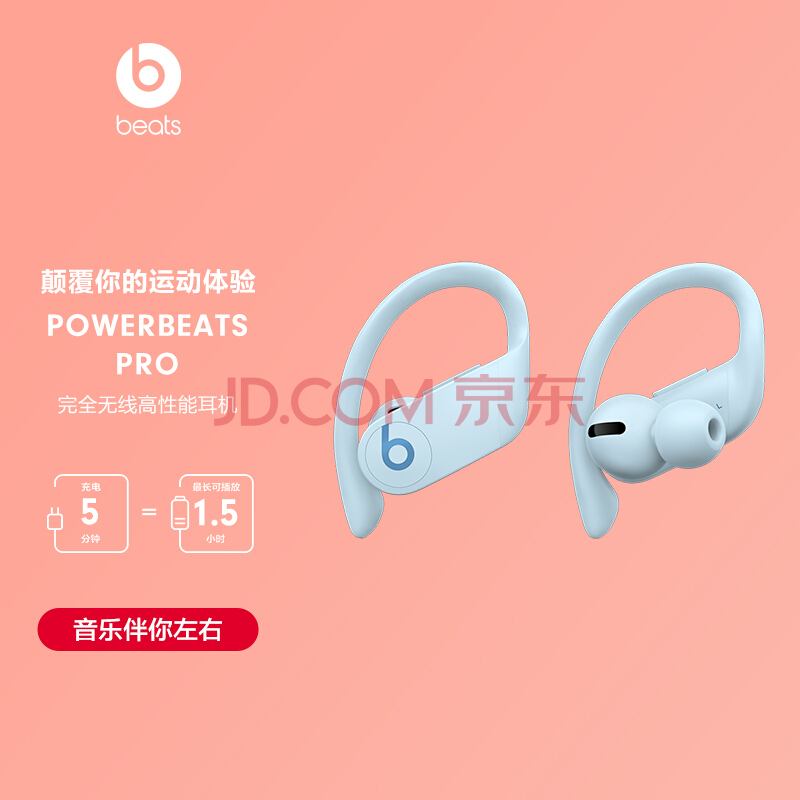 beats
颠覆你的运动体验
POWERBEATS
PRO
完全无线高性能耳机
JD.COM 京东
充电
5
分钟
=
最长可播放
1.5
小时
音乐伴你左右
b
L